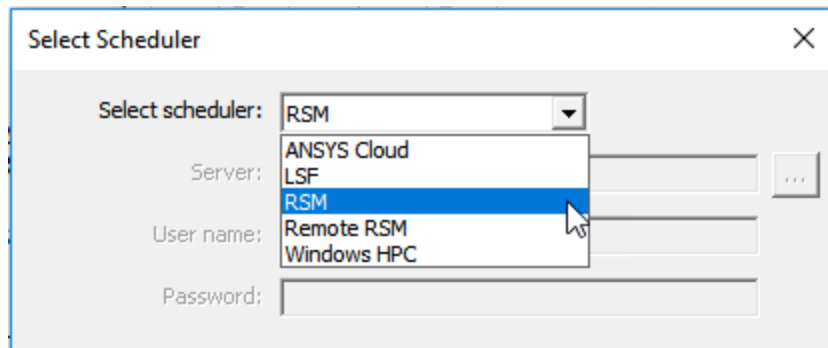 Select Scheduler
Select scheduler: RSM
ANSYS Cloud
Server: LSF
...
RSM
User name: Remote RSM
Windows HPC
Password: